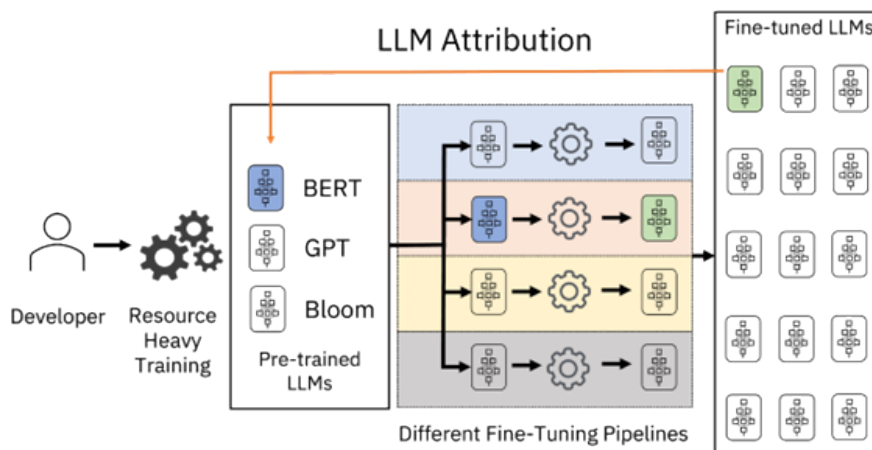 LLM Attribution
Fine-tuned LLMs
BERT
GPT
Bloom
Developer
Resource
Heavy
Training
Pre-trained
LLMs
Different Fine-Tuning Pipelines